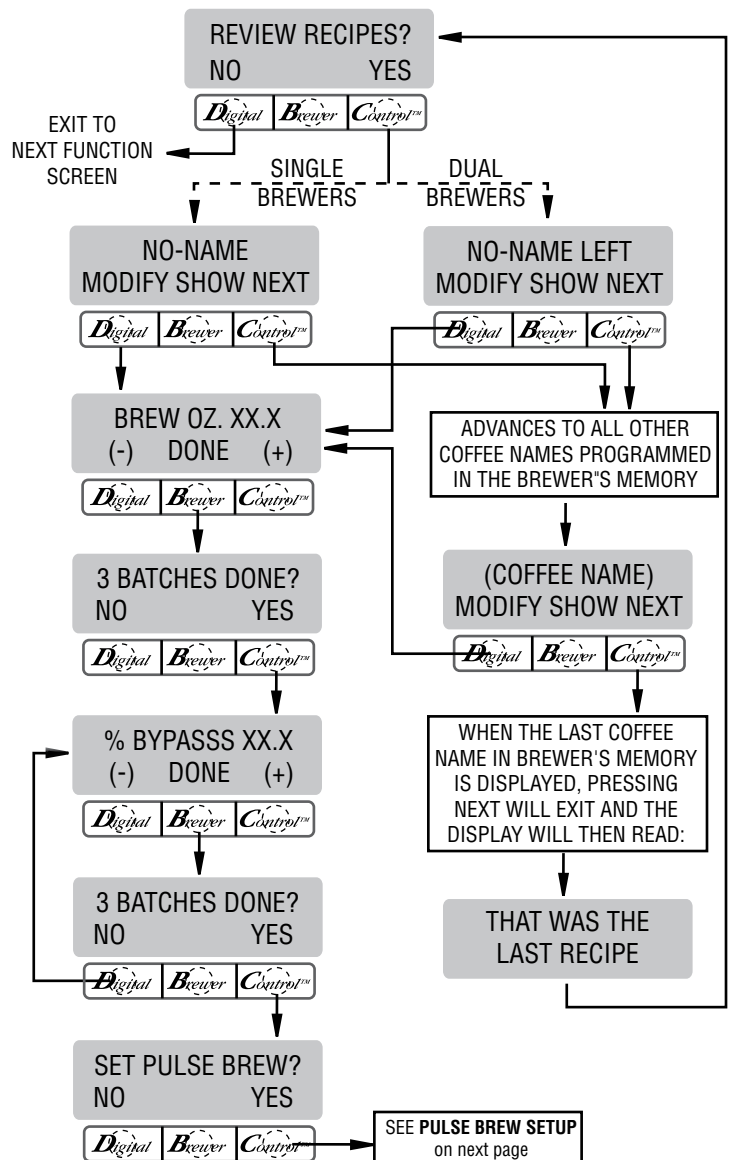 REVIEW RECIPES?
NO YES
Digital Brewer Control™
EXIT TO
NEXT FUNCTION
SCREEN
SINGLE
BREWERS
DUAL
BREWERS
NO-NAME
MODIFY SHOW NEXT
Digital Brewer Control™
NO-NAME LEFT
MODIFY SHOW NEXT
Digital Brewer Control™
BREW OZ. XX.X
(-) DONE (+)
Digital Brewer Control™
ADVANCES TO ALL OTHER
COFFEE NAMES PROGRAMMED
IN THE BREWER"S MEMORY
3 BATCHES DONE?
NO YES
Digital Brewer Control™
(COFFEE NAME)
MODIFY SHOW NEXT
Digital Brewer Control™
% BYPASSS XX.X
(-) DONE (+)
Digital Brewer Control™
WHEN THE LAST COFFEE
NAME IN BREWER'S MEMORY
IS DISPLAYED, PRESSING
NEXT WILL EXIT AND THE
DISPLAY WILL THEN READ:
3 BATCHES DONE?
NO YES
Digital Brewer Control™
THAT WAS THE
LAST RECIPE
SET PULSE BREW?
NO YES
Digital Brewer Control™
SEE PULSE BREW SETUP
on next page